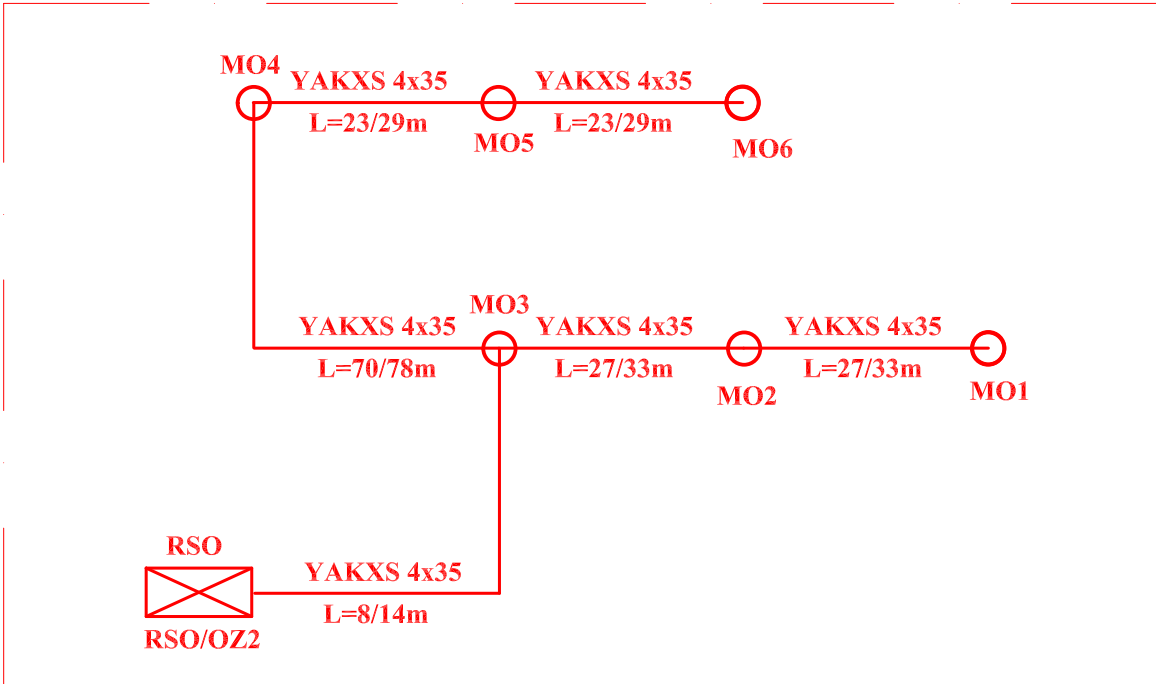 MO4
YAKXS 4x35
YAKXS 4x35
L=23/29m
L=23/29m
MO5
MO6
MO3
YAKXS 4x35
YAKXS 4x35
YAKXS 4x35
L=70/78m
L=27/33m
L=27/33m
MO2
MO1
RSO
YAKXS 4x35
L=8/14m
RSO/OZ2